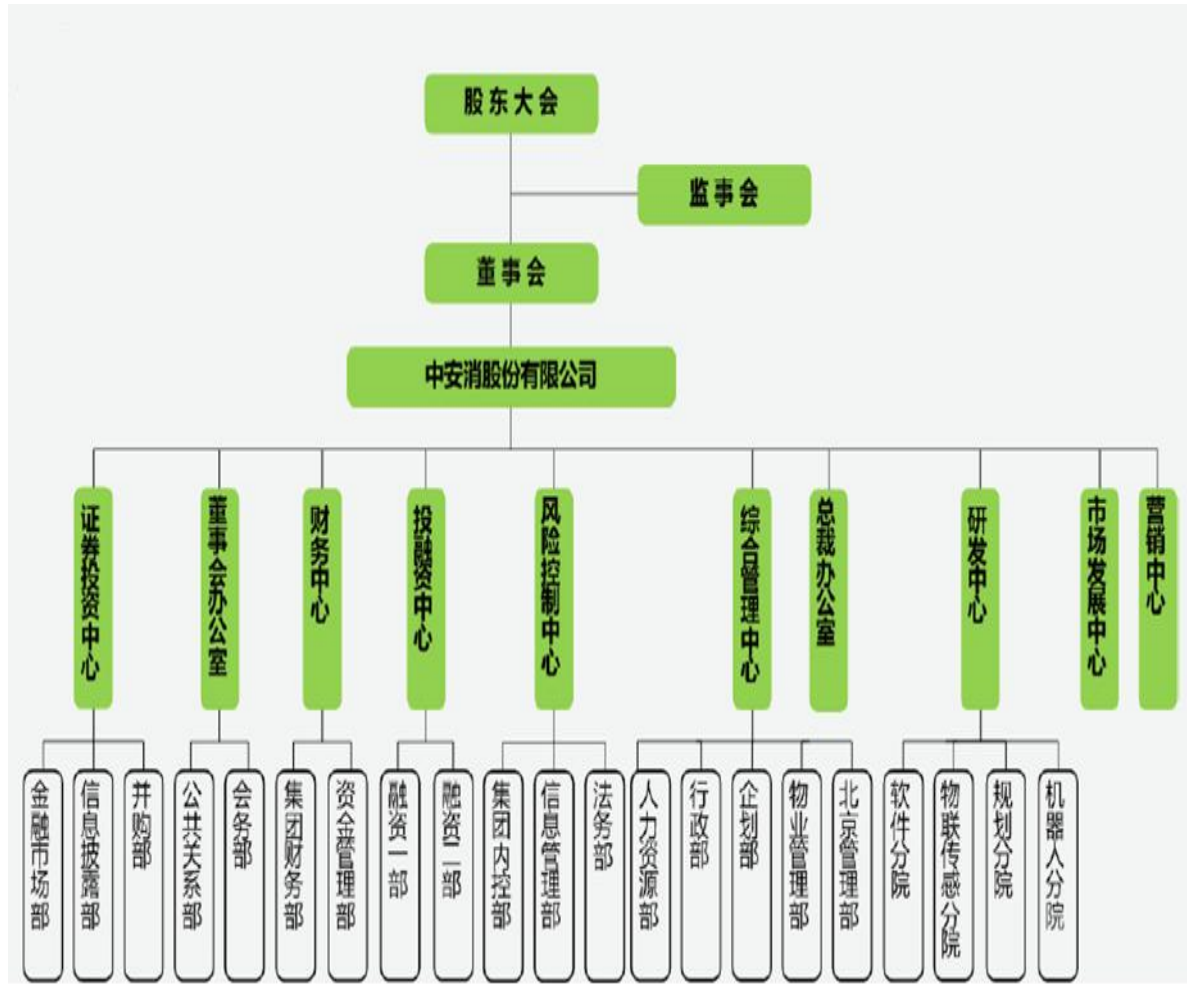 股东大会
监事会
董事会
中安消股份有限公司
证券投资中心
董事会办公室
财务中心
投融资中心
风险控制中心
综合管理中心
总裁办公室
研发中心
市场发展中心
营销中心
金融市场部
信息披露部
并购部
公共关系部
会务部
集团财务部
资金管理部
融资一部
融资二部
集团内控部
信息管理部
法务部
人力资源部
行政部
企划部
物业管理部
北京管理部
软件分院
物联传感分院
规划分院
机器人分院